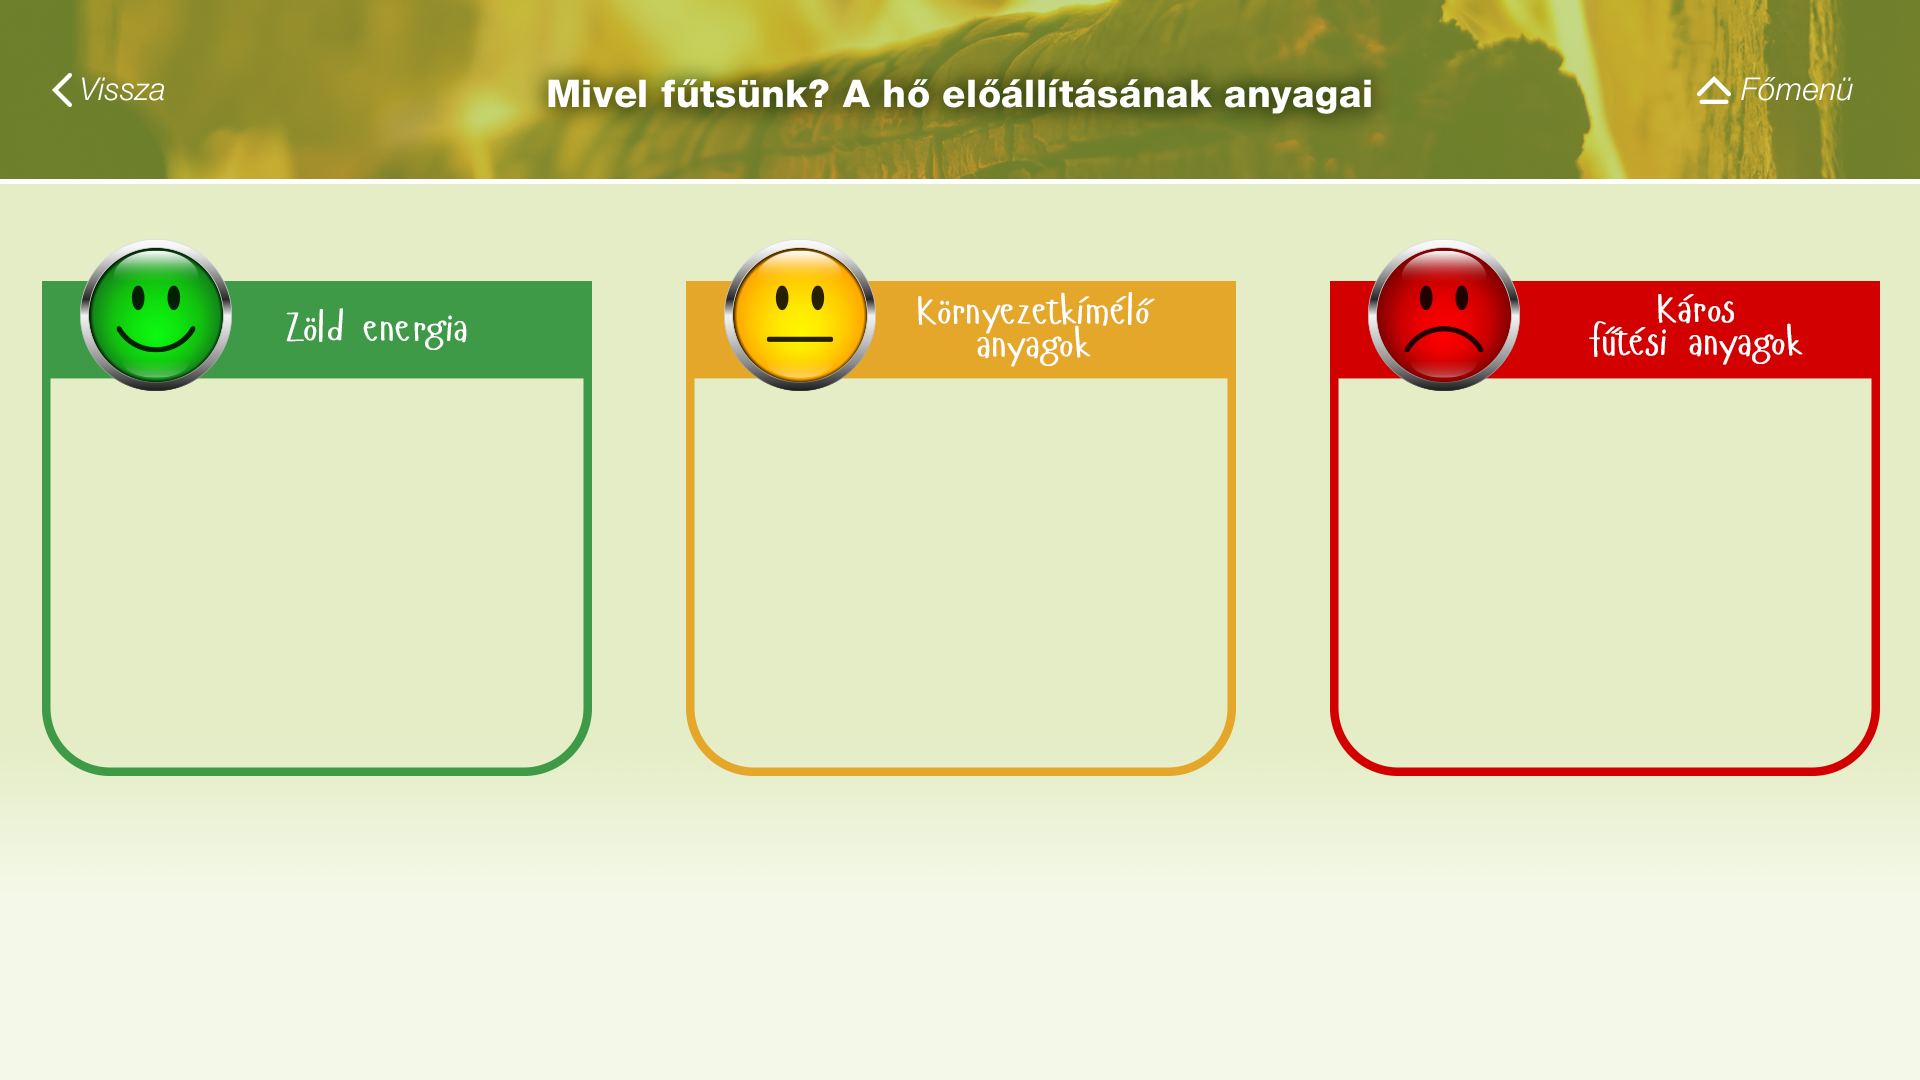 Vissza
Mivel fűtsünk? A hő előállításának anyagai
Főmenü
Zöld energia
Környezetkímélő
anyagok
Káros
fűtési anyagok